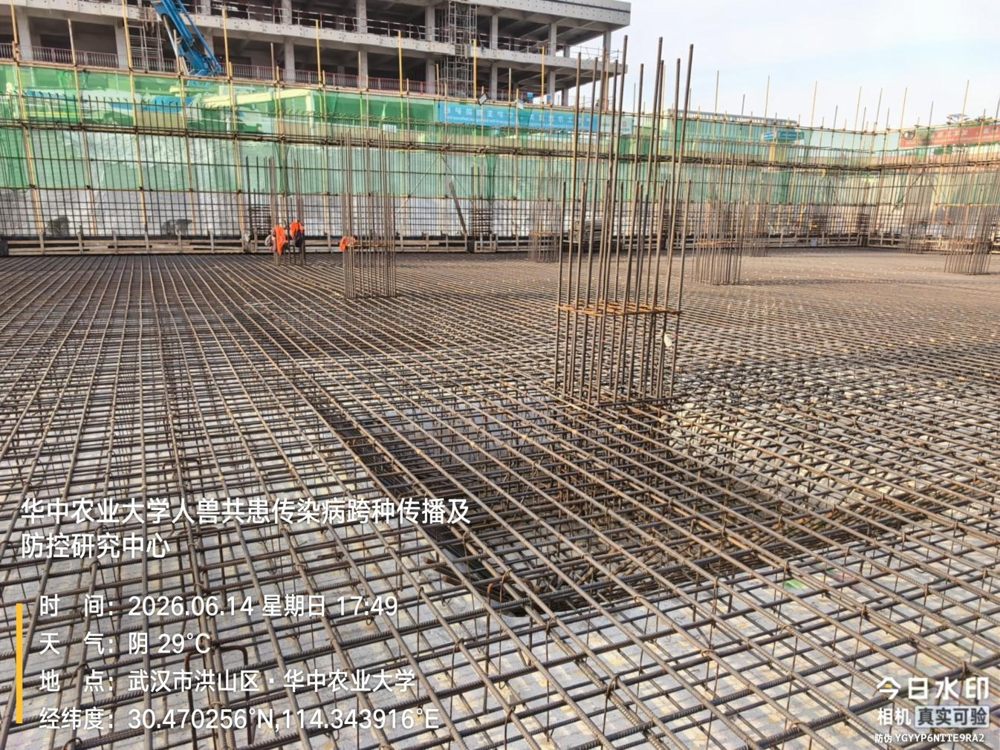 华中农业大学人兽共患传染病跨种传播及
防控研究中心
时 间：2026.06.14 星期日 17:49
天 气：阴 29℃
地 点：武汉市洪山区·华中农业大学
经纬度：30.470256°N,114.343916°E
今日水印
相机 真实可验
防伪 YGYYP6NTTE9RA2